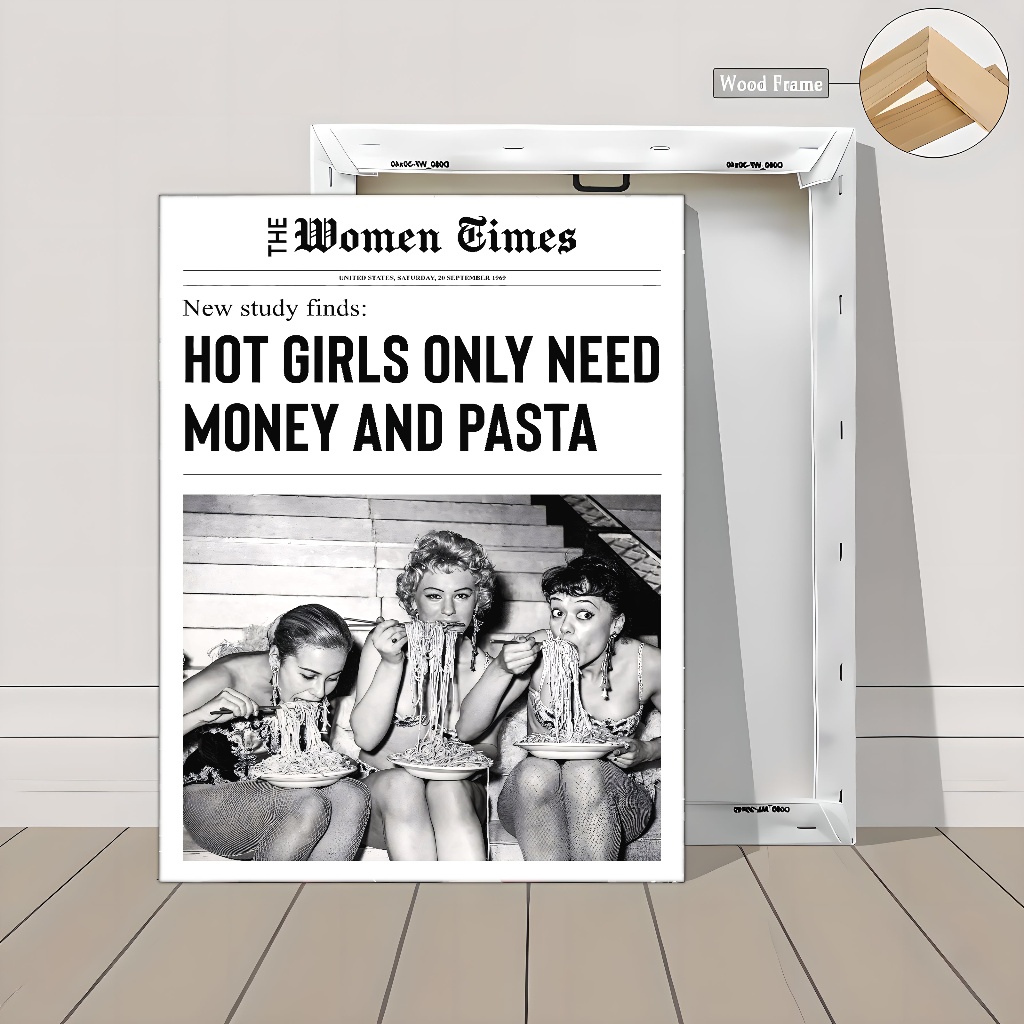 Wood Frame
THE Women Times
UNITED STATES, SATURDAY, 20 SEPTEMBER 1969
New study finds:
HOT GIRLS ONLY NEED
MONEY AND PASTA